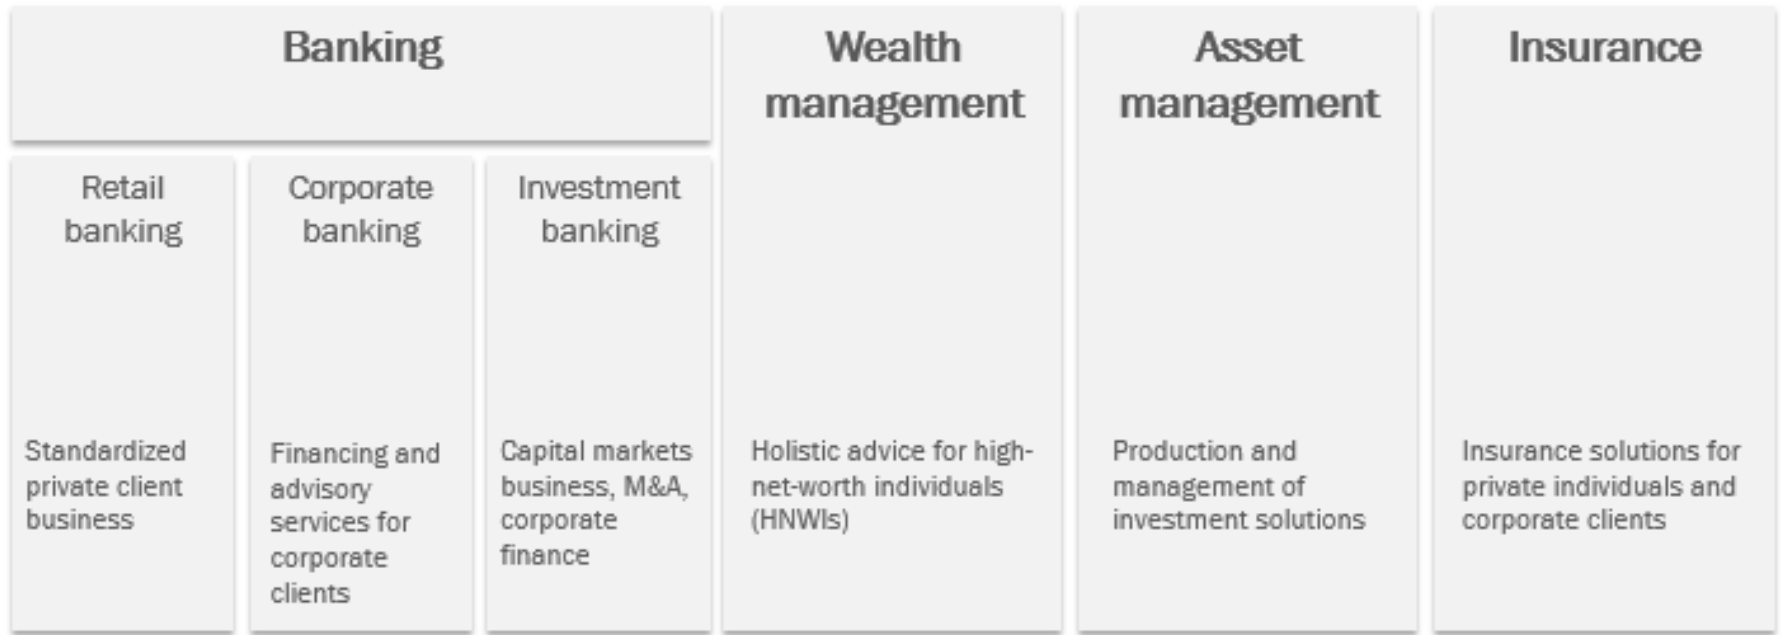 Banking
Retail
banking
Standardized
private client
business
Corporate
banking
Financing and
advisory
services for
corporate
clients
Investment
banking
Capital markets
business, M&A,
corporate
finance
Wealth
management
Holistic advice for high-
net-worth individuals
(HNWIs)
Asset
management
Production and
management of
investment solutions
Insurance
Insurance solutions for
private individuals and
corporate clients